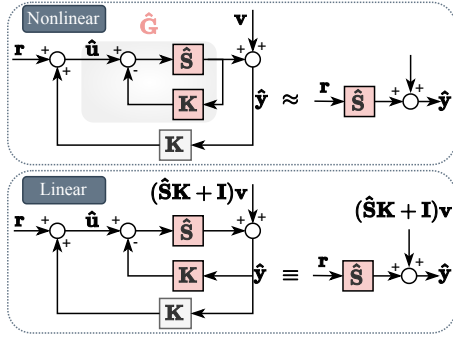 Nonlinear
Ĝ
v
r + û + + +
+ - Ŝ
K
ŷ ≈ r Ŝ + + ŷ
K
Linear
(ŜK + I)v
(ŜK + I)v
r + û + + +
+ - Ŝ
K
ŷ ≡ r Ŝ + + ŷ
K